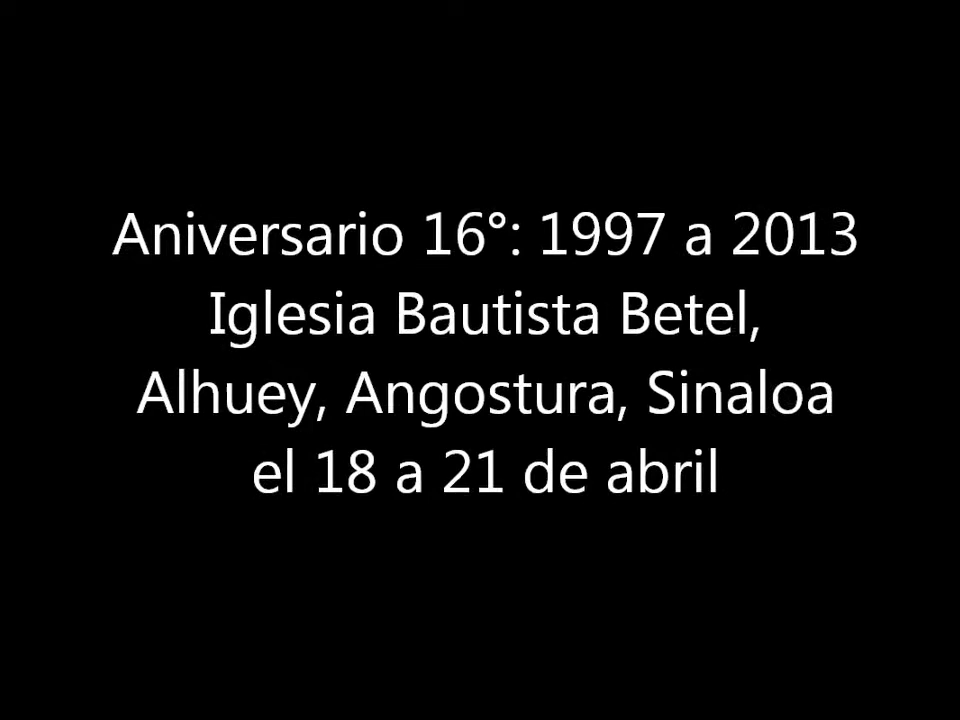 Aniversario 16°: 1997 a 2013
Iglesia Bautista Betel,
Alhuey, Angostura, Sinaloa
el 18 a 21 de abril